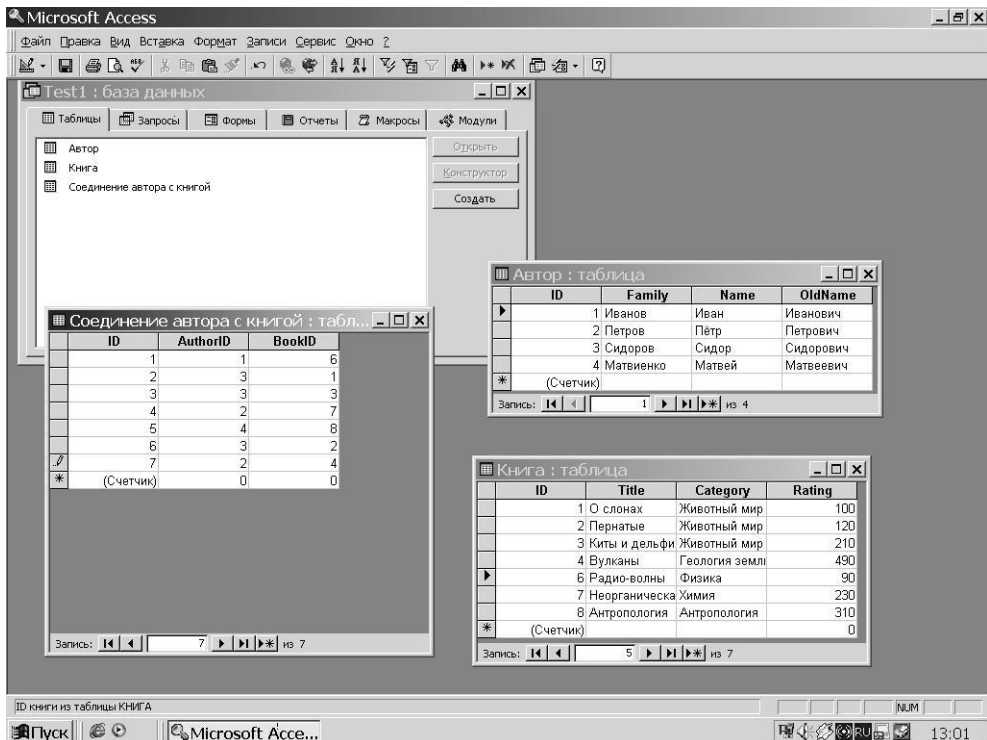 Microsoft Access
Файл Правка Вид Вставка Формат Записи Сервис Окно ?
Test1 : база данных
Таблицы Запросы Формы Отчеты Макросы Модули
Автор
Книга
Соединение автора с книгой
Открыть
Конструктор
Создать
Автор : таблица
ID Family Name OldName
1 Иванов Иван Иванович
2 Петров Пётр Петрович
3 Сидоров Сидор Сидорович
4 Матвиенко Матвей Матвеевич
(Счетчик)
Запись: 1 из 4
Соединение автора с книгой : табл...
ID AuthorID BookID
1 1 6
2 3 1
3 3 3
4 2 7
5 4 8
6 3 2
7 2 4
(Счетчик) 0 0
Запись: 7 из 7
Книга : таблица
ID Title Category Rating
1 О слонах Животный мир 100
2 Пернатые Животный мир 120
3 Киты и дельфи Животный мир 210
4 Вулканы Геология земли 490
6 Радио-волны Физика 90
7 Неорганическа Химия 230
8 Антропология Антропология 310
(Счетчик) 0
Запись: 5 из 7
ID книги из таблицы КНИГА
NUM
Пуск
Microsoft Acce...
RU
13:01